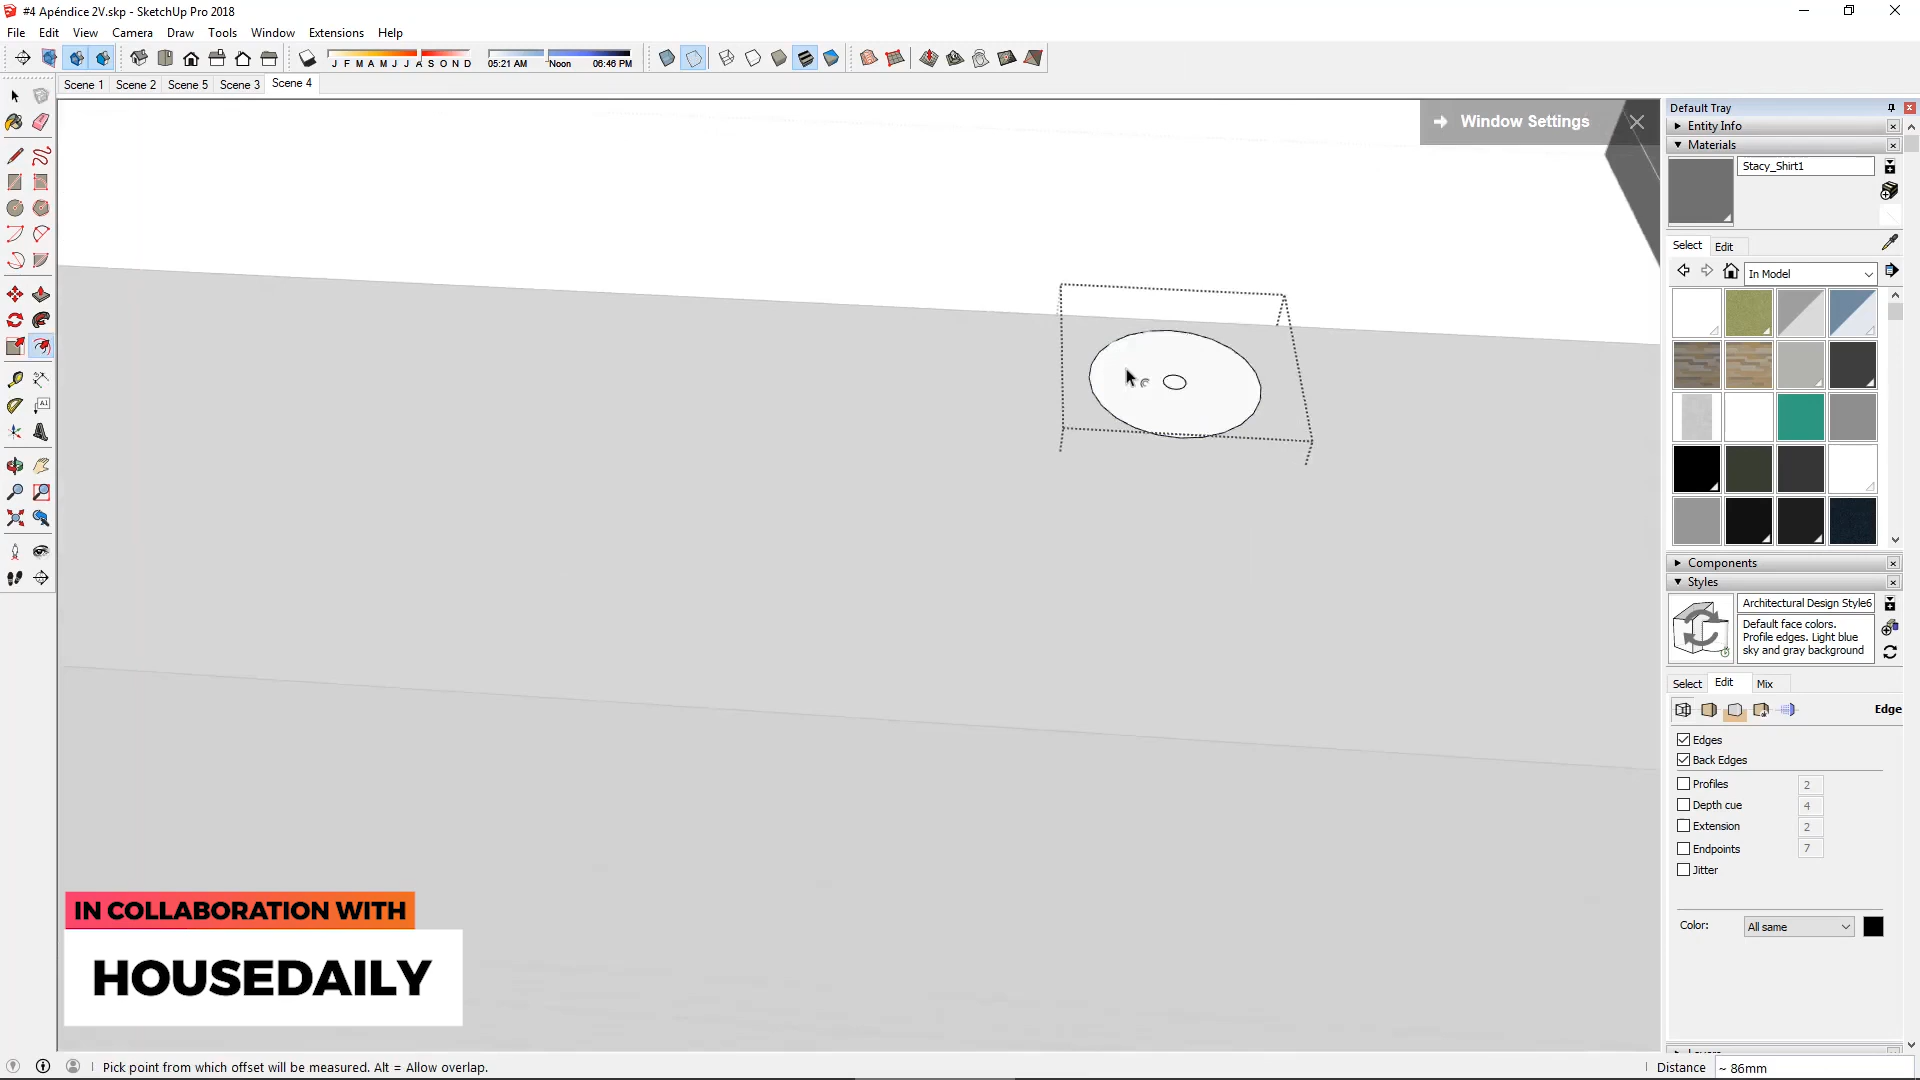 #4 Apéndice 2V.skp - SketchUp Pro 2018
File Edit View Camera Draw Tools Window Extensions Help
J F M A M J J A S O N D 05:21 AM Noon 06:46 PM
Scene 1 Scene 2 Scene 5 Scene 3 Scene 4
Window Settings
Default Tray
Entity Info
Materials
Stacy_Shirt1
Select Edit
In Model
Components
Styles
Architectural Design Style6
Default face colors.
Profile edges. Light blue
sky and gray background
Select Edit Mix
Edge
Edges
Back Edges
Profiles 2
Depth cue 4
Extension 2
Endpoints 7
Jitter
Color: All same
IN COLLABORATION WITH
HOUSEDAILY
Pick point from which offset will be measured. Alt = Allow overlap.
Distance ~ 86mm